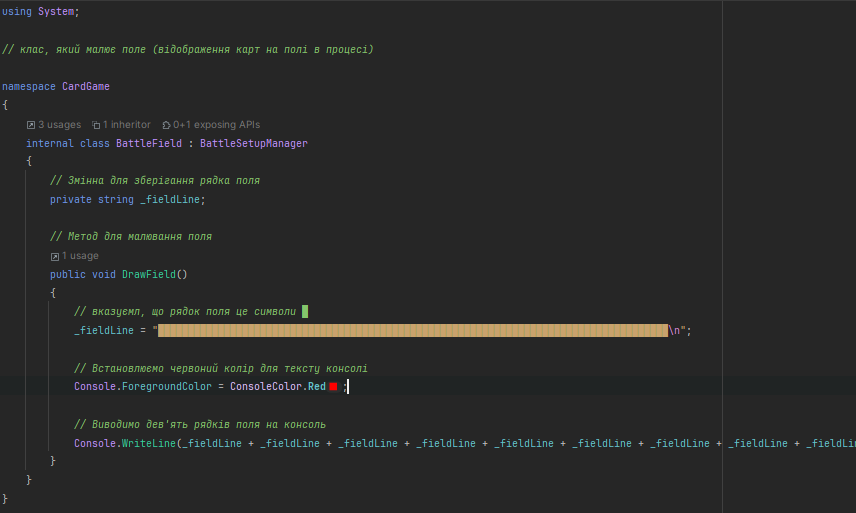 using System;
// клас, який малює поле (відображення карт на полі в процесі)
namespace CardGame
{
3 usages 1 inheritor 0+1 exposing APIs
internal class BattleField : BattleSetupManager
{
// Змінна для зберігання рядка поля
private string _fieldLine;
// Метод для малювання поля
1 usage
public void DrawField()
{
// вказуємл, що рядок поля це символи █
_fieldLine = "█████████████████████████████████████████████████████████████████████████████████████\n";
// Встановлюємо червоний колір для тексту консолі
Console.ForegroundColor = ConsoleColor.Red;
// Виводимо дев'ять рядків поля на консоль
Console.WriteLine(_fieldLine + _fieldLine + _fieldLine + _fieldLine + _fieldLine + _fieldLine + _fieldLine + _fieldLine + _fieldLin
}
}
}